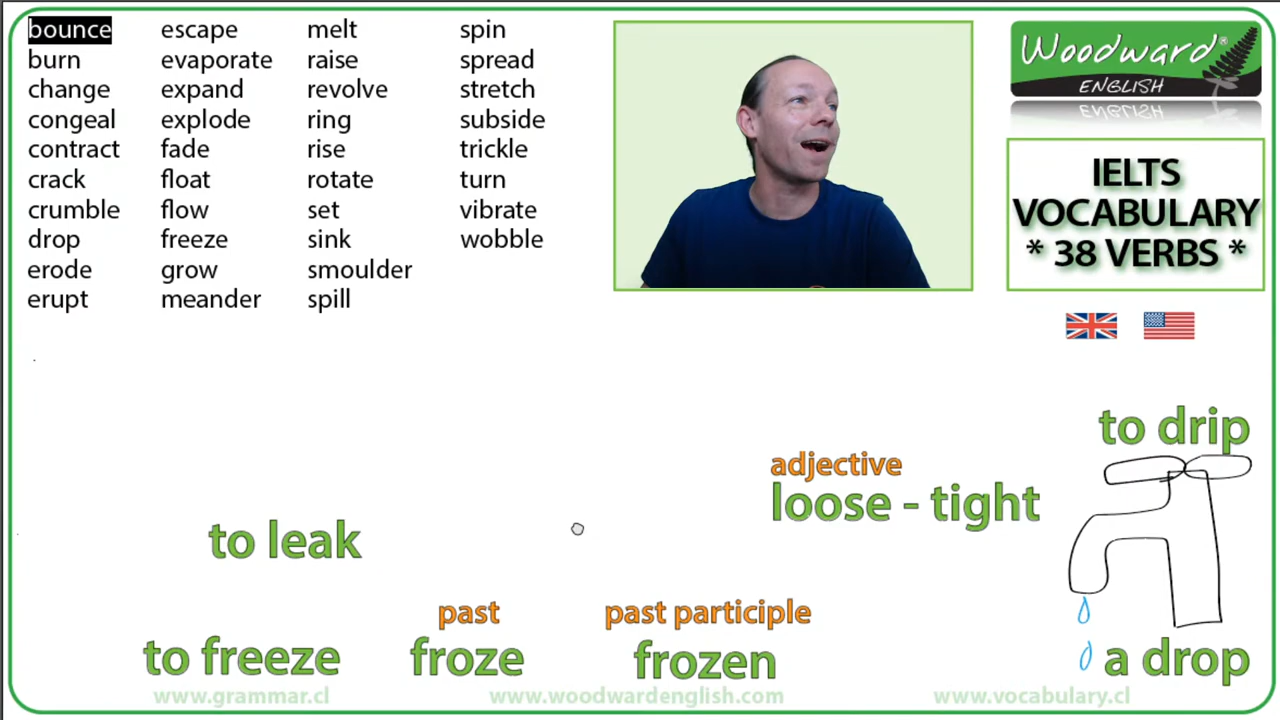 bounce escape melt spin
burn evaporate raise spread
change expand revolve stretch
congeal explode ring subside
contract fade rise trickle
crack float rotate turn
crumble flow set vibrate
drop freeze sink wobble
erode grow smoulder
erupt meander spill
Woodward®
ENGLISH
IELTS
VOCABULARY
* 38 VERBS *
to drip
adjective
loose - tight
to leak
past past participle
to freeze froze frozen a drop
www.grammar.cl www.woodwardenglish.com www.vocabulary.cl